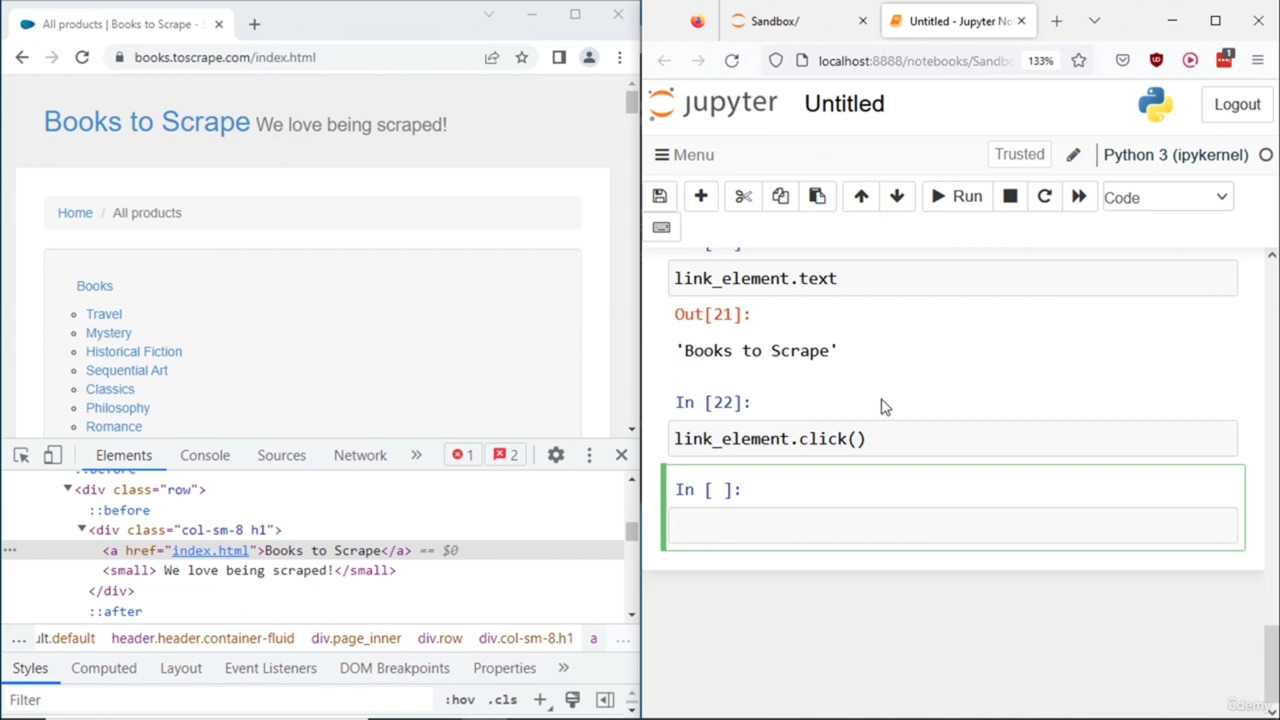 All products | Books to Scrape - S
books.toscrape.com/index.html
Books to Scrape We love being scraped!
Home / All products
Books
Travel
Mystery
Historical Fiction
Sequential Art
Classics
Philosophy
Romance
Elements Console Sources Network » 1 2
::before
<div class="row">
::before
<div class="col-sm-8 h1">
... <a href="index.html">Books to Scrape</a> == $0
<small> We love being scraped!</small>
</div>
::after
... ult.default header.header.container-fluid div.page_inner div.row div.col-sm-8.h1 a ...
Styles Computed Layout Event Listeners DOM Breakpoints Properties »
Filter :hov .cls +
Sandbox/
Untitled - Jupyter No
localhost:8888/notebooks/Sandb 133% 1
jupyter Untitled Logout
Menu Trusted Python 3 (ipykernel)
Run Code
link_element.text
Out[21]:
'Books to Scrape'
In [22]:
link_element.click()
In [ ]:
ûdemy